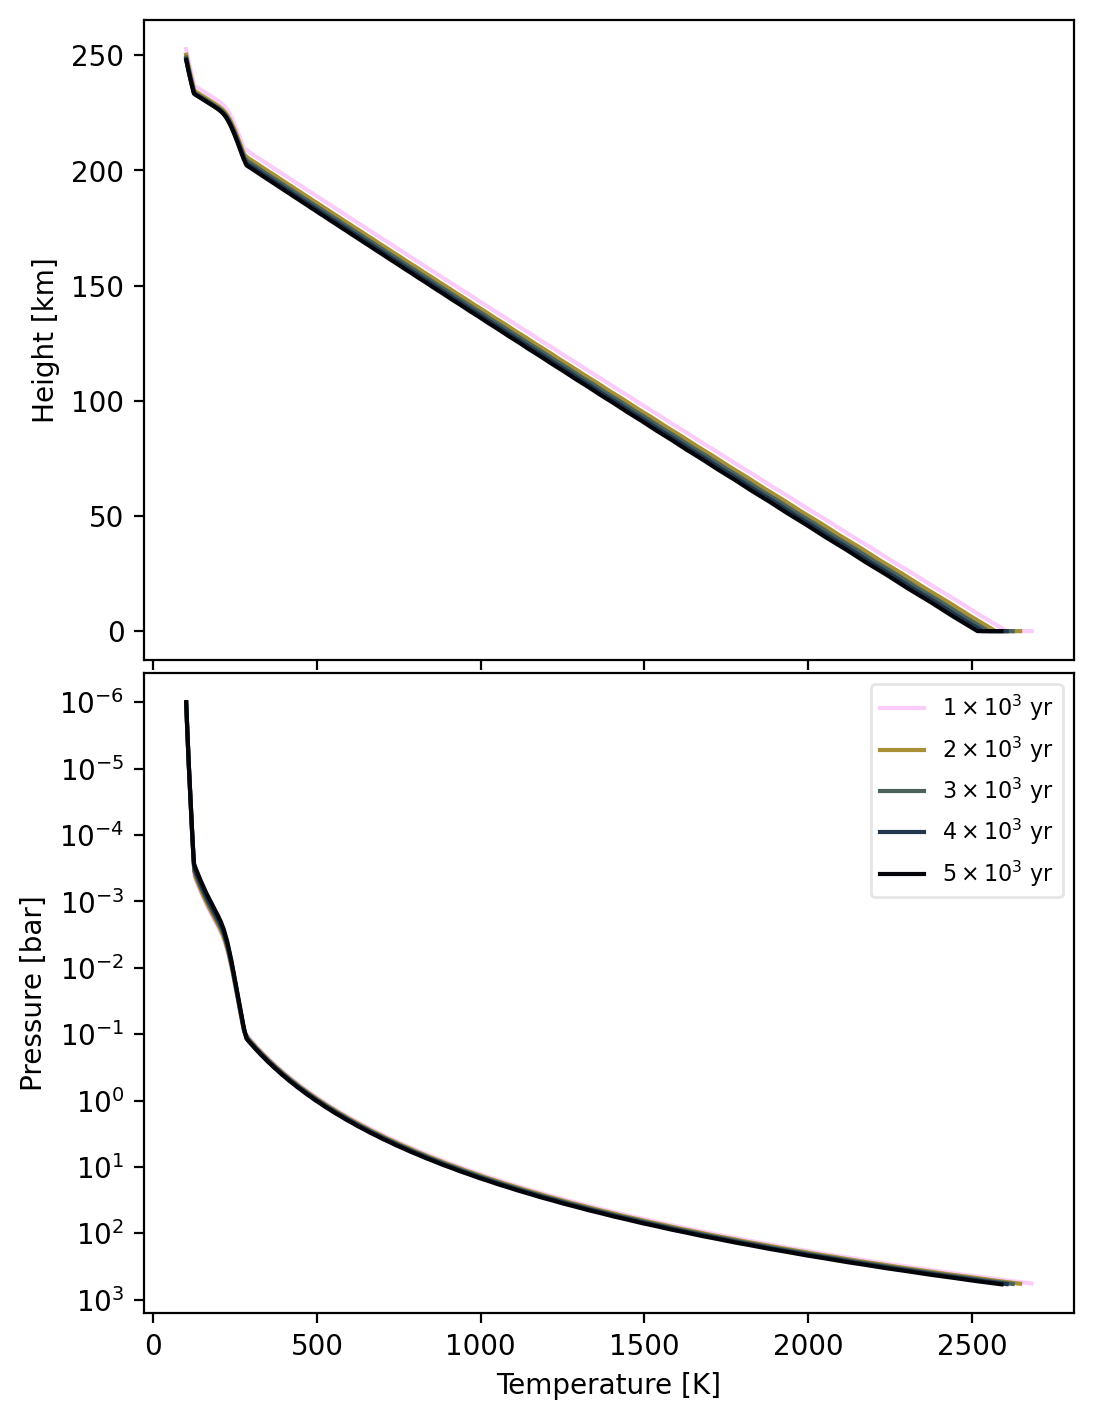 250
200
150
100
50
0
Height [km]
10⁻⁶
10⁻⁵
10⁻⁴
10⁻³
10⁻²
10⁻¹
10⁰
10¹
10²
10³
Pressure [bar]
1 × 10³ yr
2 × 10³ yr
3 × 10³ yr
4 × 10³ yr
5 × 10³ yr
0 500 1000 1500 2000 2500
Temperature [K]